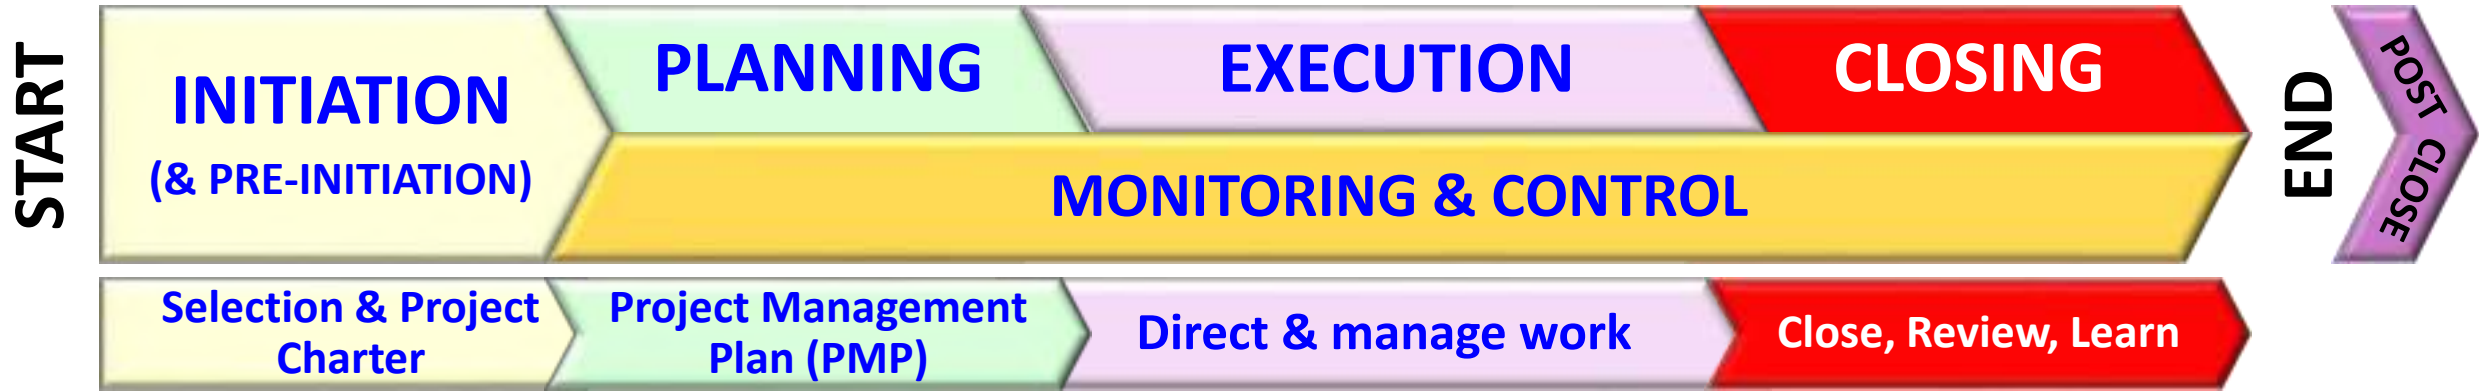 START
INITIATION
(& PRE-INITIATION)
PLANNING
EXECUTION
CLOSING
MONITORING & CONTROL
END
POST CLOSE
Selection & Project
Charter
Project Management
Plan (PMP)
Direct & manage work
Close, Review, Learn